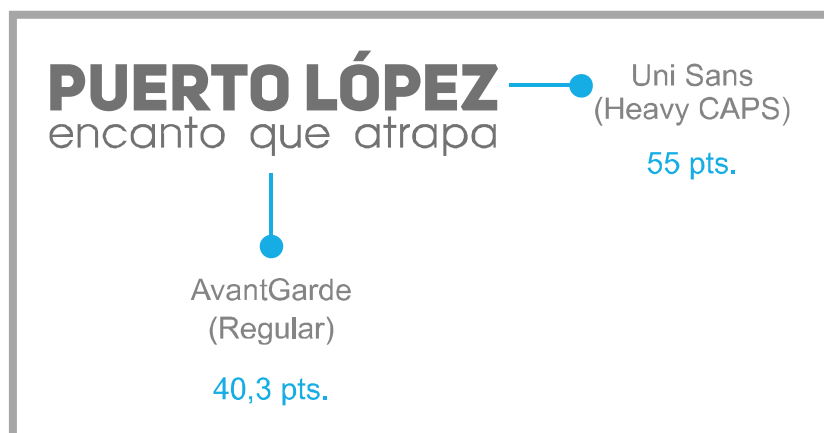 PUERTO LÓPEZ
encanto que atrapa
Uni Sans
(Heavy CAPS)
55 pts.
AvantGarde
(Regular)
40,3 pts.